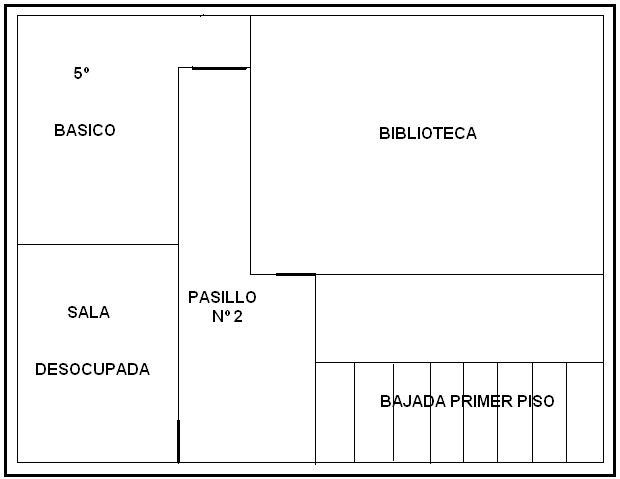 5º
BASICO
BIBLIOTECA
PASILLO
Nº 2
SALA
DESOCUPADA
BAJADA PRIMER PISO